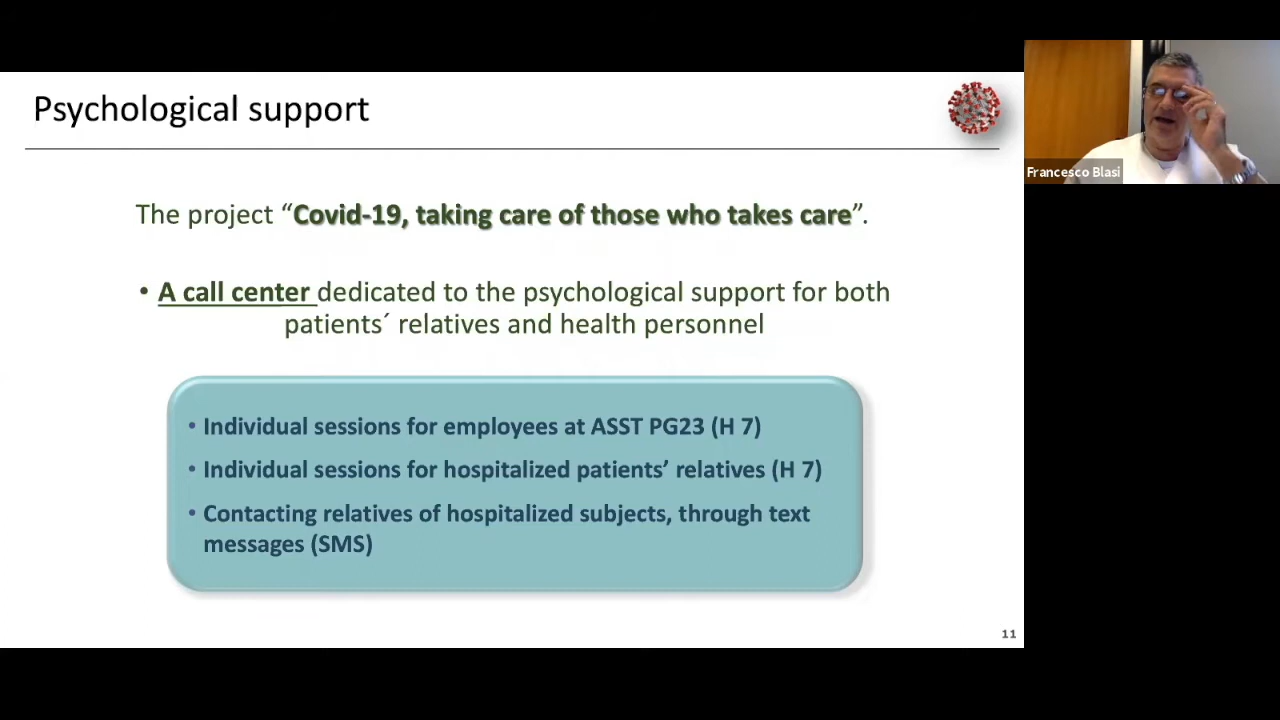 Psychological support
Francesco Blasi
The project “Covid-19, taking care of those who takes care”.
• A call center dedicated to the psychological support for both
patients´ relatives and health personnel
• Individual sessions for employees at ASST PG23 (H 7)
• Individual sessions for hospitalized patients’ relatives (H 7)
• Contacting relatives of hospitalized subjects, through text
messages (SMS)
11